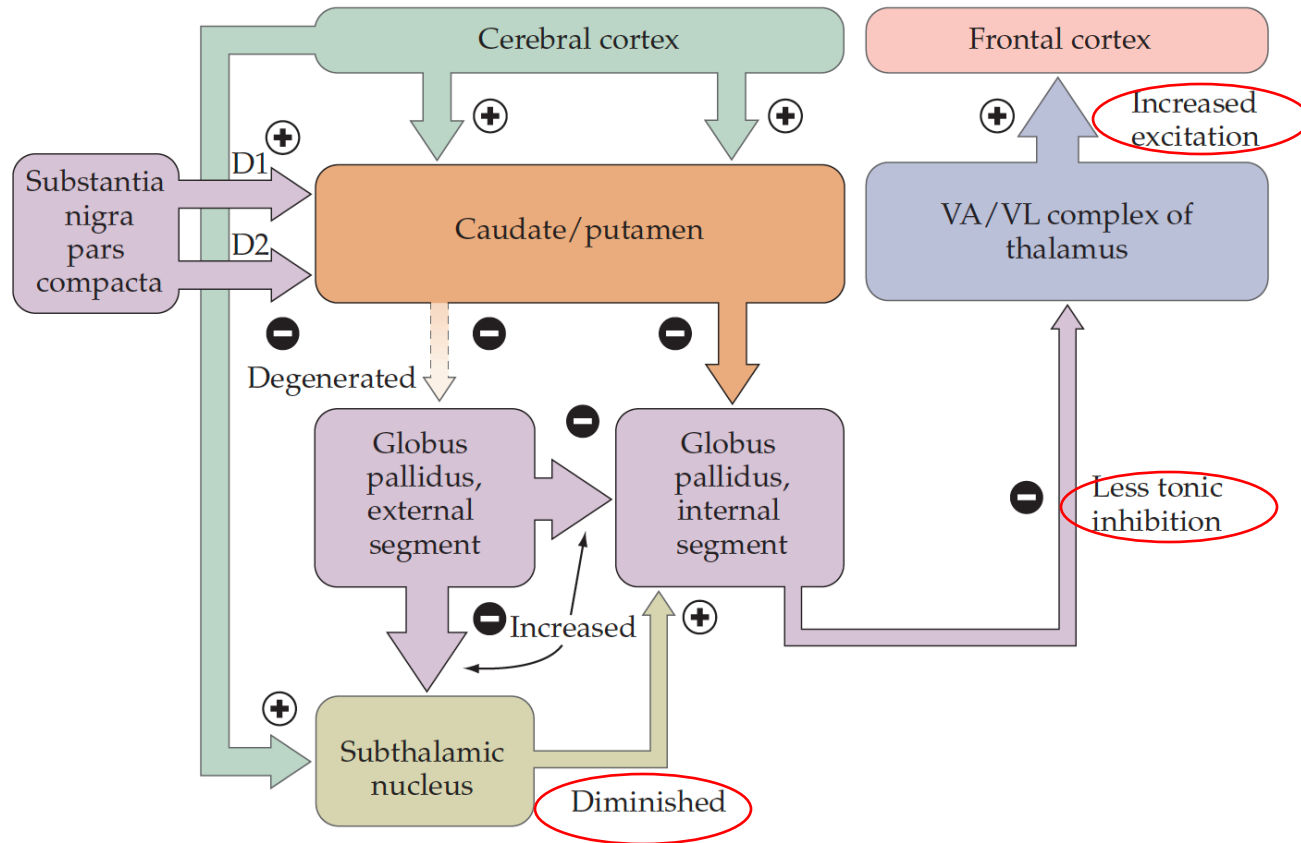 Cerebral cortex
Frontal cortex
+
+
+
Increased
excitation
+
D1
Substantia
nigra
pars
compacta
D2
Caudate/putamen
VA/VL complex of
thalamus
−
−
−
Degenerated
−
Globus
pallidus,
external
segment
Globus
pallidus,
internal
segment
−
Less tonic
inhibition
−
Increased
+
+
Subthalamic
nucleus
Diminished